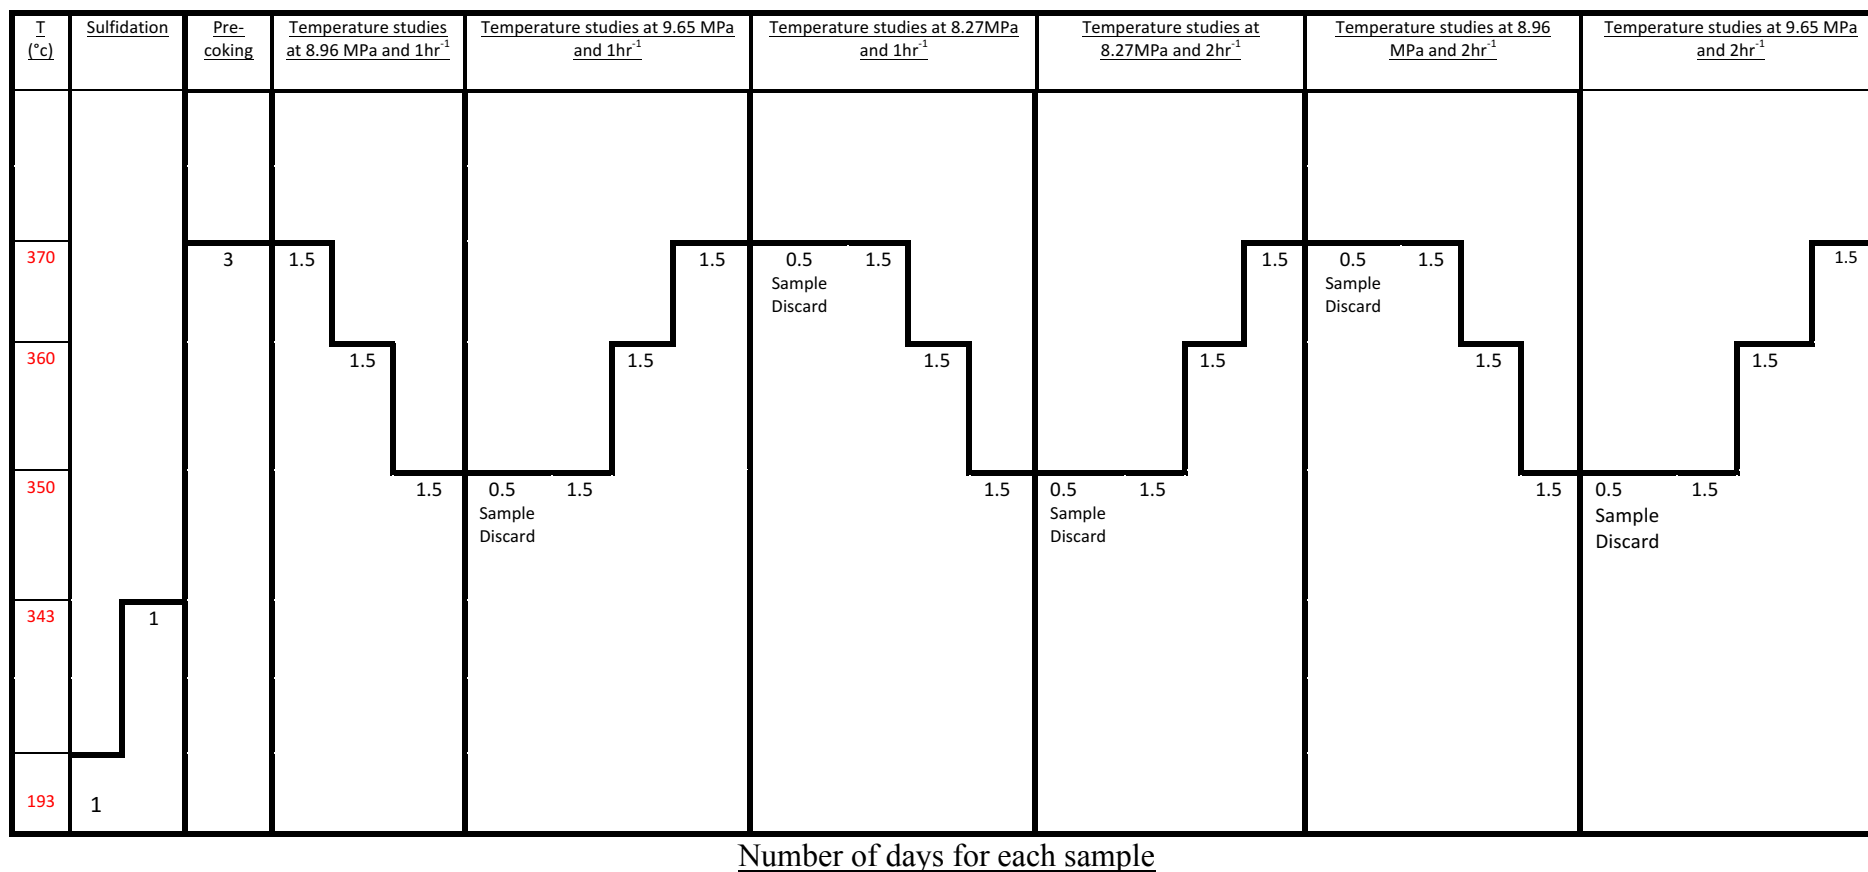 T
(°c)
Sulfidation
Pre-
coking
Temperature studies
at 8.96 MPa and 1hr⁻¹
Temperature studies at 9.65 MPa
and 1hr⁻¹
Temperature studies at 8.27MPa
and 1hr⁻¹
Temperature studies at
8.27MPa and 2hr⁻¹
Temperature studies at 8.96
MPa and 2hr⁻¹
Temperature studies at 9.65 MPa
and 2hr⁻¹
370
3
1.5
1.5
0.5
Sample
Discard
1.5
1.5
0.5
Sample
Discard
1.5
1.5
360
1.5
1.5
1.5
1.5
1.5
1.5
350
1.5
0.5
Sample
Discard
1.5
1.5
0.5
Sample
Discard
1.5
1.5
0.5
Sample
Discard
1.5
343
1
193
1
Number of days for each sample